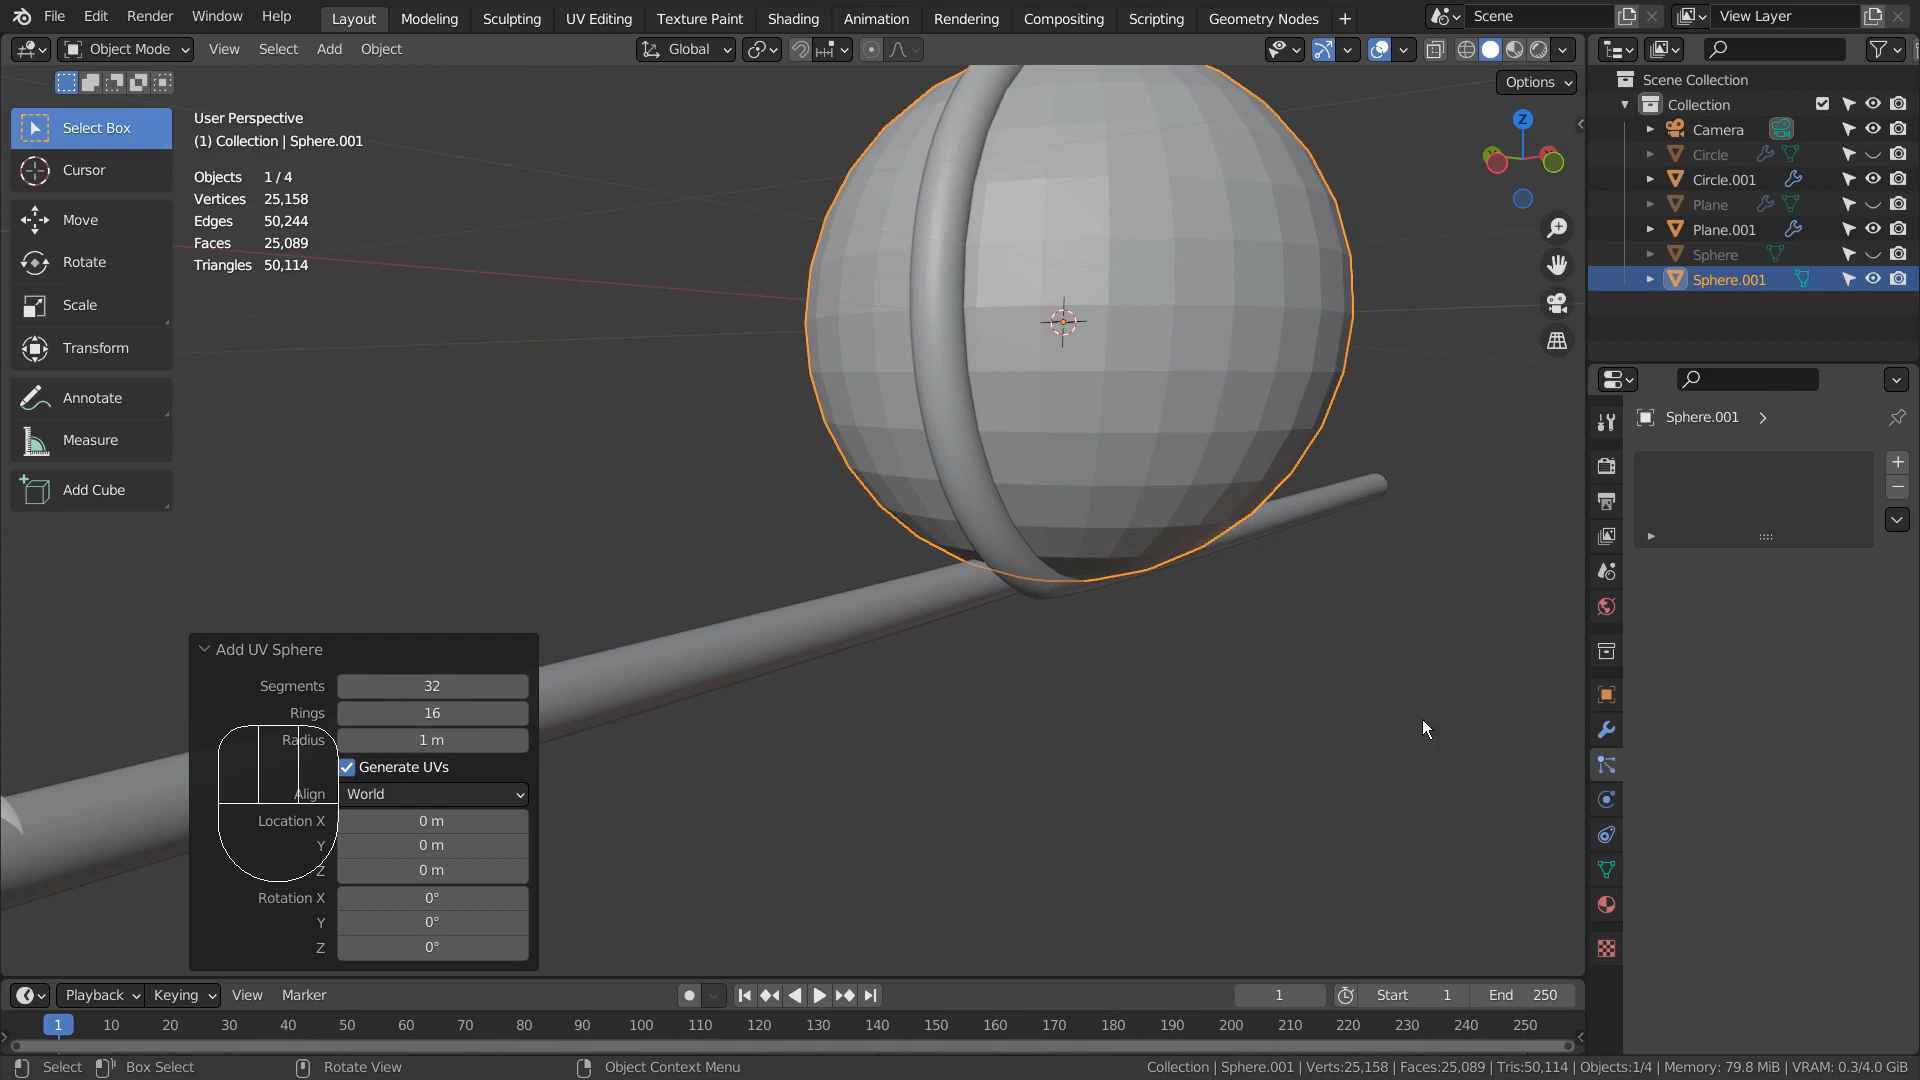 File Edit Render Window Help Layout Modeling Sculpting UV Editing Texture Paint Shading Animation Rendering Compositing Scripting Geometry Nodes + Scene View Layer
Object Mode View Select Add Object Global
Options
Select Box
Cursor
Move
Rotate
Scale
Transform
Annotate
Measure
Add Cube
User Perspective
(1) Collection | Sphere.001
Objects 1 / 4
Vertices 25,158
Edges 50,244
Faces 25,089
Triangles 50,114
Z
Scene Collection
Collection
Camera
Circle
Circle.001
Plane
Plane.001
Sphere
Sphere.001
Sphere.001
Add UV Sphere
Segments 32
Rings 16
Radius 1 m
Generate UVs
Align World
Location X 0 m
Y 0 m
Z 0 m
Rotation X 0°
Y 0°
Z 0°
Playback Keying View Marker 1 Start 1 End 250
1 10 20 30 40 50 60 70 80 90 100 110 120 130 140 150 160 170 180 190 200 210 220 230 240 250
Select Box Select Rotate View Object Context Menu Collection | Sphere.001 | Verts:25,158 | Faces:25,089 | Tris:50,114 | Objects:1/4 | Memory: 79.8 MiB | VRAM: 0.3/4.0 GiB